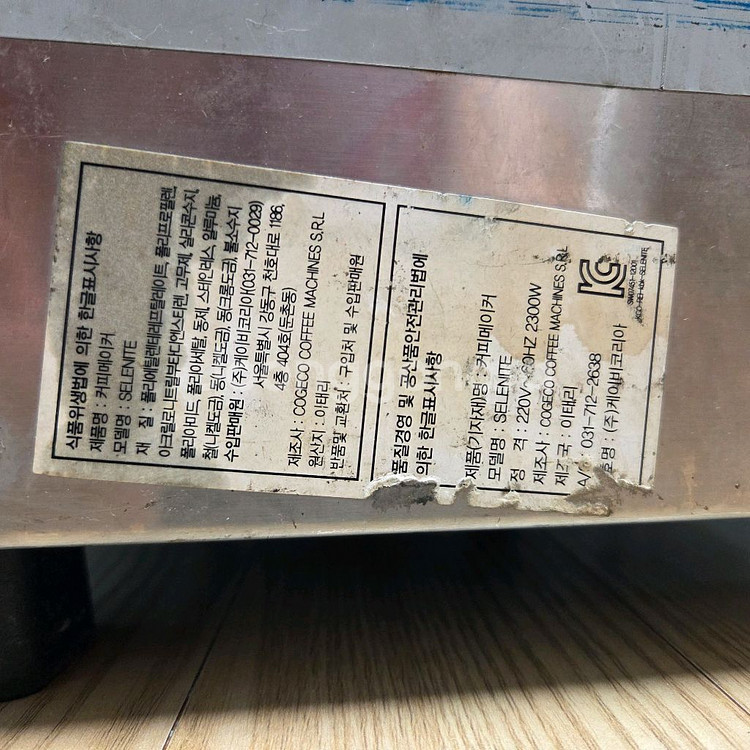 식품위생법에 의한 한글표시사항
제품명 : 커피메이커
모델명 : SELENITE
재 질 : 폴리에틸렌테레프탈레이트, 폴리프로필렌
아크릴로니트릴부타디엔스티렌, 고무제, 실리콘수지,
폴리아미드 폴리아세탈, 동제, 스테인레스, 알루미늄,
철(니켈도금), 동(니켈도금), 동(크롬도금), 불소수지
수입판매원 : (주)케이비코리아(031-712-0029)
서울특별시 강동구 천호대로 1186,
4층 404호(둔촌동)
제조사 : COGECO COFFEE MACHINES S.R.L
원산지 : 이태리
반품및 교환처 : 구입처 및 수입판매원
품질경영 및 공산품안전관리법에
의한 한글표시사항
제품(기자재)명 : 커피메이커
모델명 : SELENITE
정 격 : 220V~60HZ 2300W
제조사 : COGECO COFFEE MACHINES S.R.L
제조국 : 이태리
A/ : 031-712-2638
호명 : (주)케이비코리아